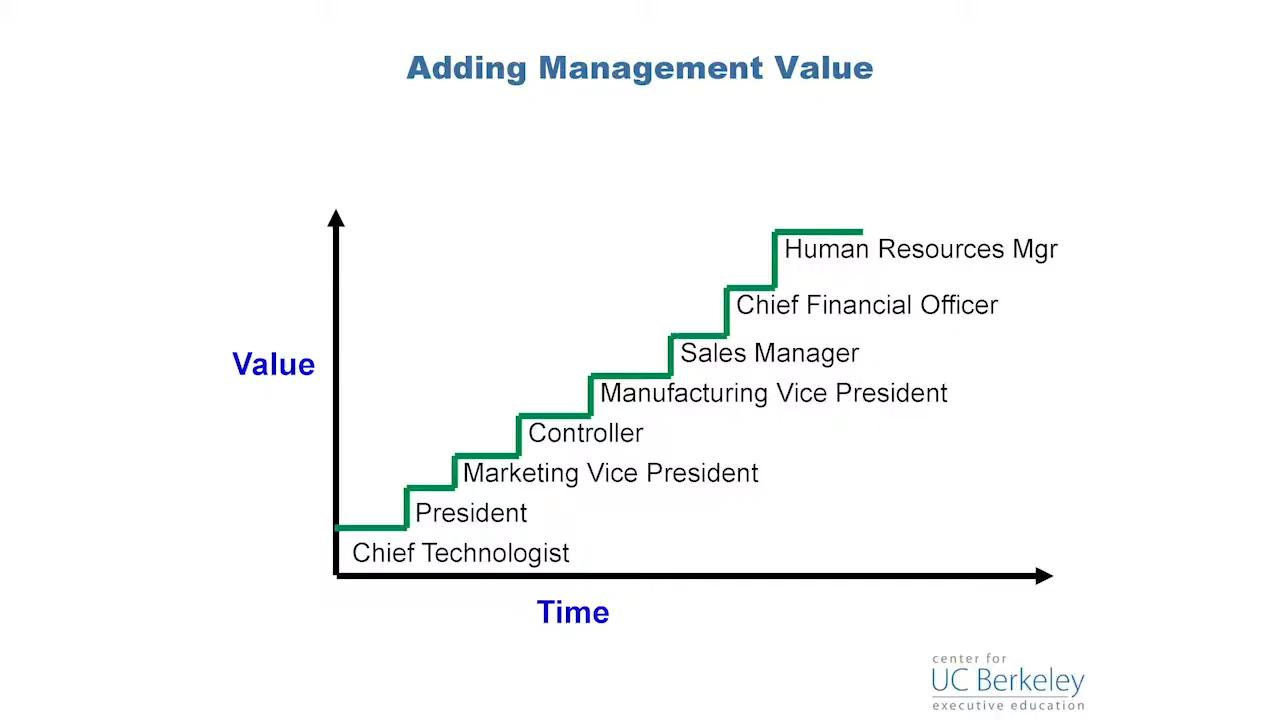 Adding Management Value
Human Resources Mgr
Chief Financial Officer
Sales Manager
Value
Manufacturing Vice President
Controller
Marketing Vice President
President
Chief Technologist
Time
center for
UC Berkeley
executive education